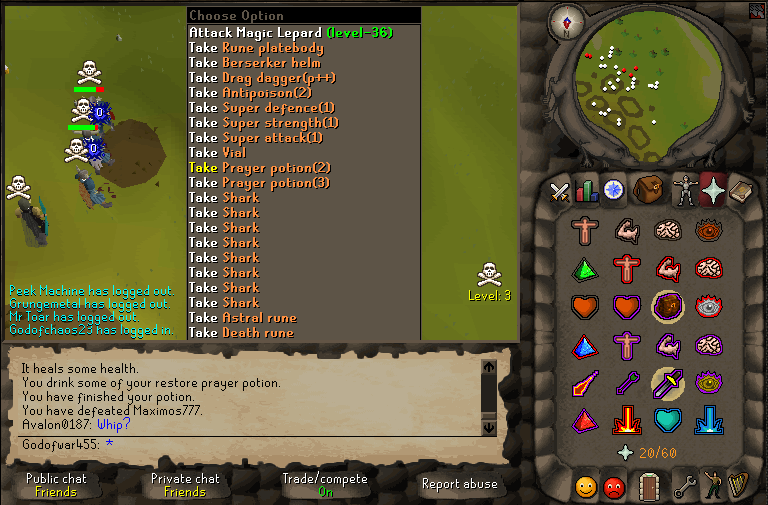 Choose Option
Attack Magic Lepard (level-36)
Take Rune platebody
Take Berserker helm
Take Drag dagger(p++)
Take Antipoison(2)
Take Super defence(1)
Take Super strength(1)
Take Super attack(1)
Take Vial
Take Prayer potion(2)
Take Prayer potion(3)
Take Shark
Take Shark
Take Shark
Take Shark
Take Shark
Take Shark
Take Shark
Take Shark
Take Astral rune
Take Death rune
0
0
N
Level: 3
Peek Machine has logged out.
Grungemetal has logged out.
Mr Toar has logged out.
Godofchaos23 has logged in.
It heals some health.
You drink some of your restore prayer potion.
You have finished your potion.
You have defeated Maximos777.
Avalon0187: Whip?
Godofwar455: *
20/60
Public chat
Friends
Private chat
Friends
Trade/compete
On
Report abuse